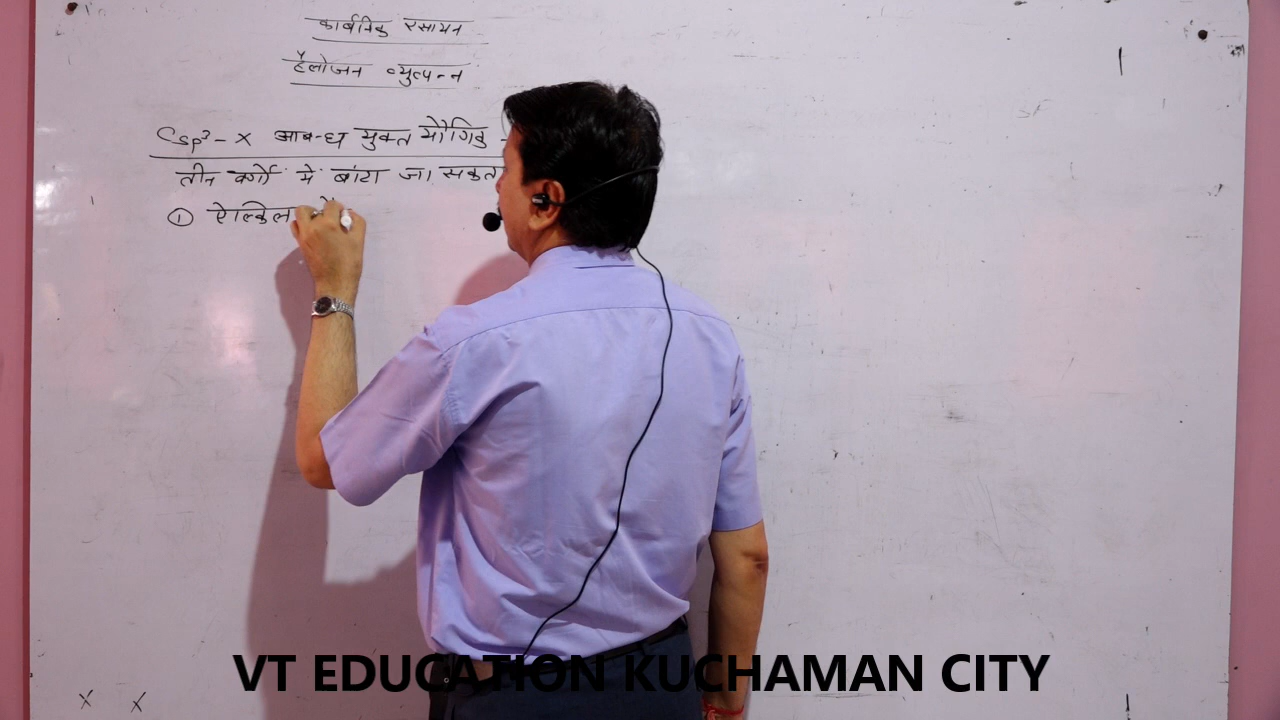 कार्बनिक रसायन
हैलोजन व्युत्पन्न
Csp³-X आबन्ध युक्त यौगिक -
तीन वर्गो में बांटा जा सकता
① ऐल्किल
X X
VT EDUCATION KUCHAMAN CITY